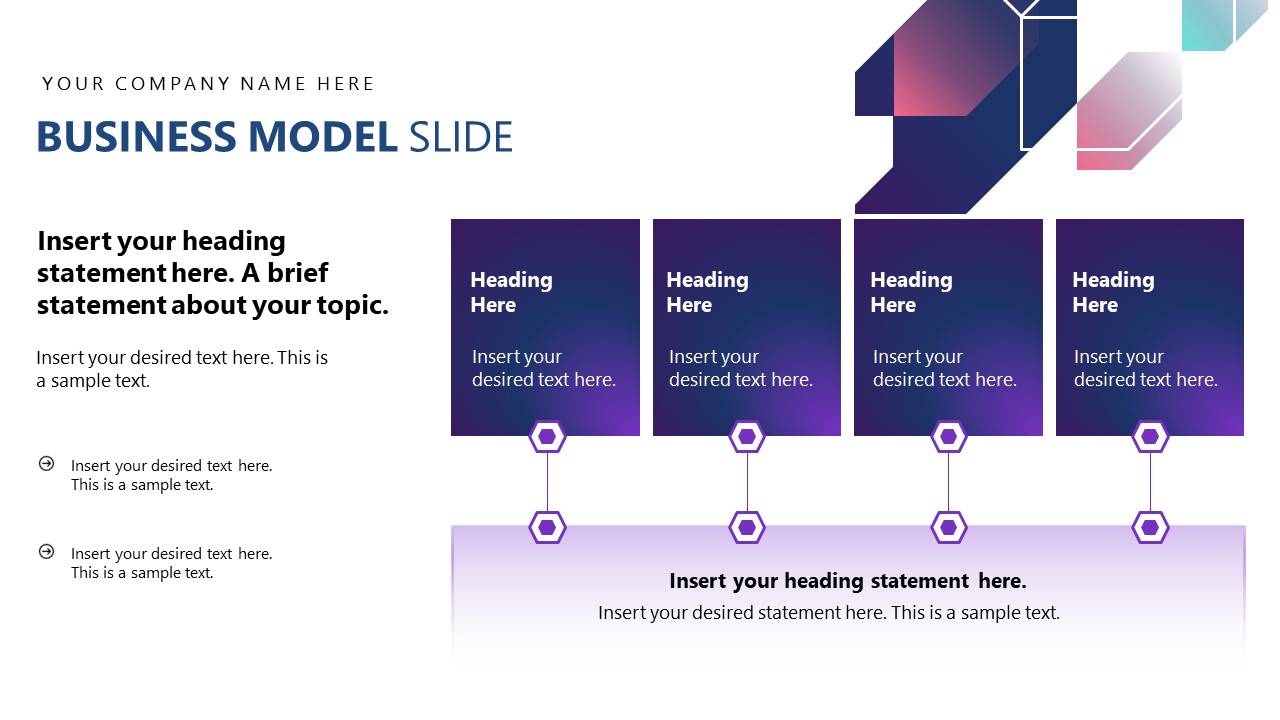 YOUR COMPANY NAME HERE
BUSINESS MODEL SLIDE
Insert your heading
statement here. A brief
statement about your topic.
Insert your desired text here. This is
a sample text.
Insert your desired text here.
This is a sample text.
Insert your desired text here.
This is a sample text.
Heading
Here
Insert your
desired text here.
Heading
Here
Insert your
desired text here.
Heading
Here
Insert your
desired text here.
Heading
Here
Insert your
desired text here.
Insert your heading statement here.
Insert your desired statement here. This is a sample text.